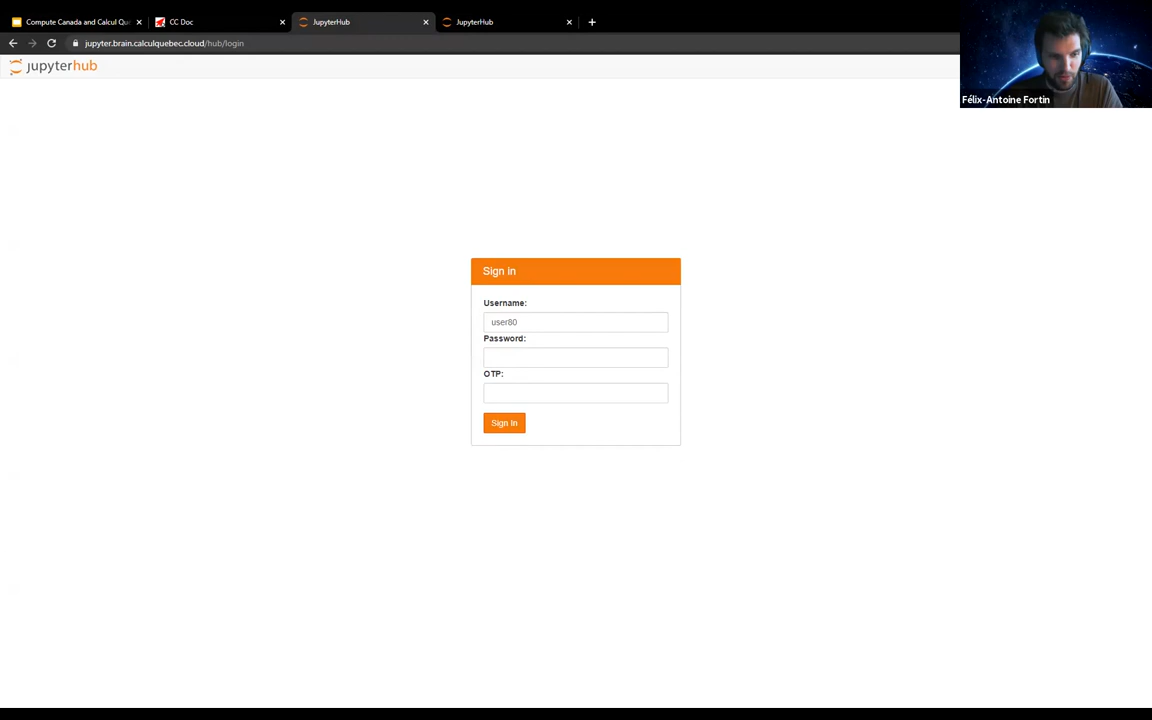 Compute Canada and Calcul Qu
CC Doc
JupyterHub
JupyterHub
jupyter.brain.calculquebec.cloud/hub/login
jupyterhub
Félix-Antoine Fortin
Sign in
Username:
user80
Password:
OTP:
Sign In